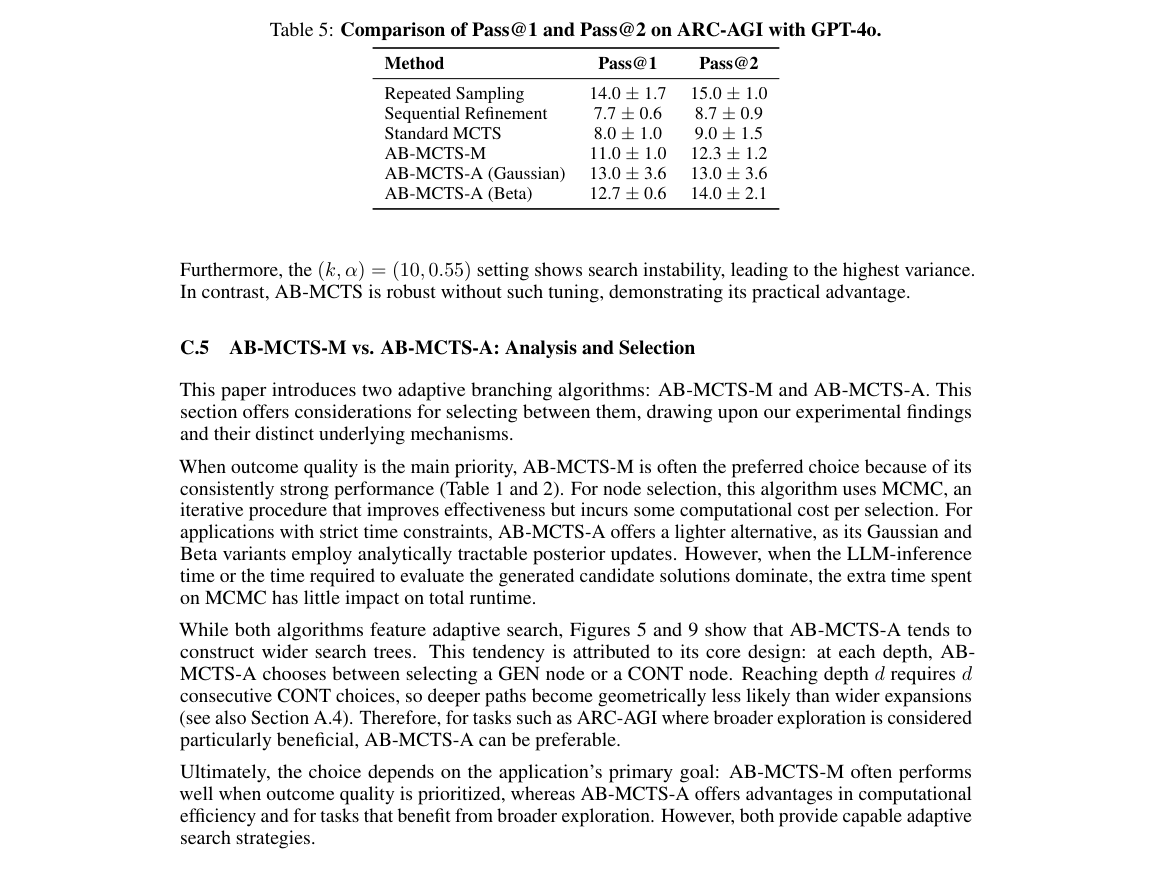 Table 5: Comparison of Pass@1 and Pass@2 on ARC-AGI with GPT-4o.
Method Pass@1 Pass@2
Repeated Sampling 14.0 ± 1.7 15.0 ± 1.0
Sequential Refinement 7.7 ± 0.6 8.7 ± 0.9
Standard MCTS 8.0 ± 1.0 9.0 ± 1.5
AB-MCTS-M 11.0 ± 1.0 12.3 ± 1.2
AB-MCTS-A (Gaussian) 13.0 ± 3.6 13.0 ± 3.6
AB-MCTS-A (Beta) 12.7 ± 0.6 14.0 ± 2.1
Furthermore, the (k, α) = (10, 0.55) setting shows search instability, leading to the highest variance.
In contrast, AB-MCTS is robust without such tuning, demonstrating its practical advantage.
C.5 AB-MCTS-M vs. AB-MCTS-A: Analysis and Selection
This paper introduces two adaptive branching algorithms: AB-MCTS-M and AB-MCTS-A. This
section offers considerations for selecting between them, drawing upon our experimental findings
and their distinct underlying mechanisms.
When outcome quality is the main priority, AB-MCTS-M is often the preferred choice because of its
consistently strong performance (Table 1 and 2). For node selection, this algorithm uses MCMC, an
iterative procedure that improves effectiveness but incurs some computational cost per selection. For
applications with strict time constraints, AB-MCTS-A offers a lighter alternative, as its Gaussian and
Beta variants employ analytically tractable posterior updates. However, when the LLM-inference
time or the time required to evaluate the generated candidate solutions dominate, the extra time spent
on MCMC has little impact on total runtime.
While both algorithms feature adaptive search, Figures 5 and 9 show that AB-MCTS-A tends to
construct wider search trees. This tendency is attributed to its core design: at each depth, AB-
MCTS-A chooses between selecting a GEN node or a CONT node. Reaching depth d requires d
consecutive CONT choices, so deeper paths become geometrically less likely than wider expansions
(see also Section A.4). Therefore, for tasks such as ARC-AGI where broader exploration is considered
particularly beneficial, AB-MCTS-A can be preferable.
Ultimately, the choice depends on the application's primary goal: AB-MCTS-M often performs
well when outcome quality is prioritized, whereas AB-MCTS-A offers advantages in computational
efficiency and for tasks that benefit from broader exploration. However, both provide capable adaptive
search strategies.